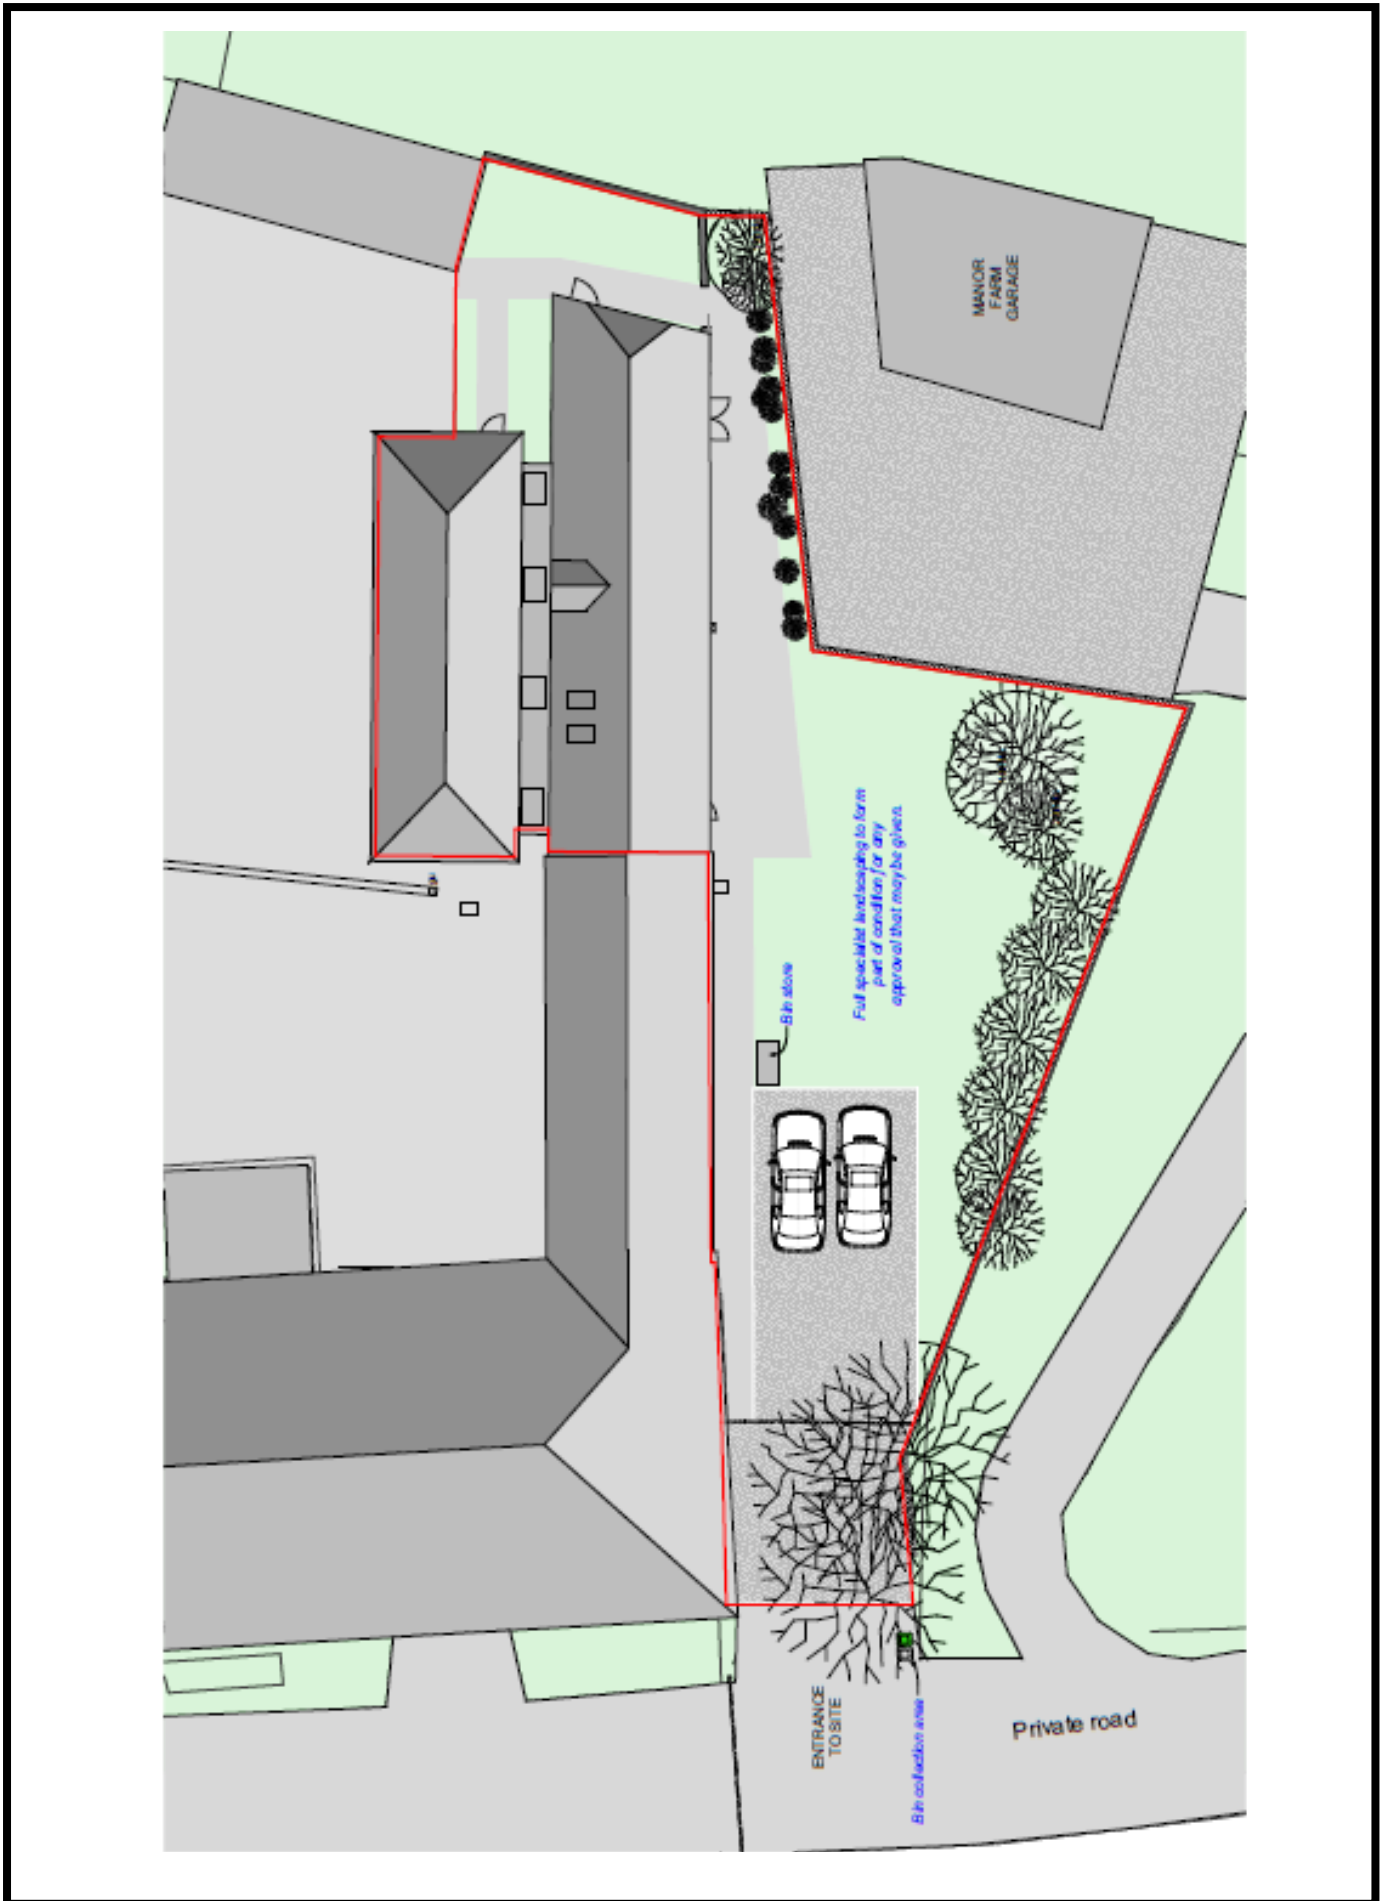 MANOR
FARM
GARAGE
Full specialist landscaping to form
part of condition for any
approval that may be given.
Bin store
ENTRANCE
TO SITE
Bin collection area
Private road